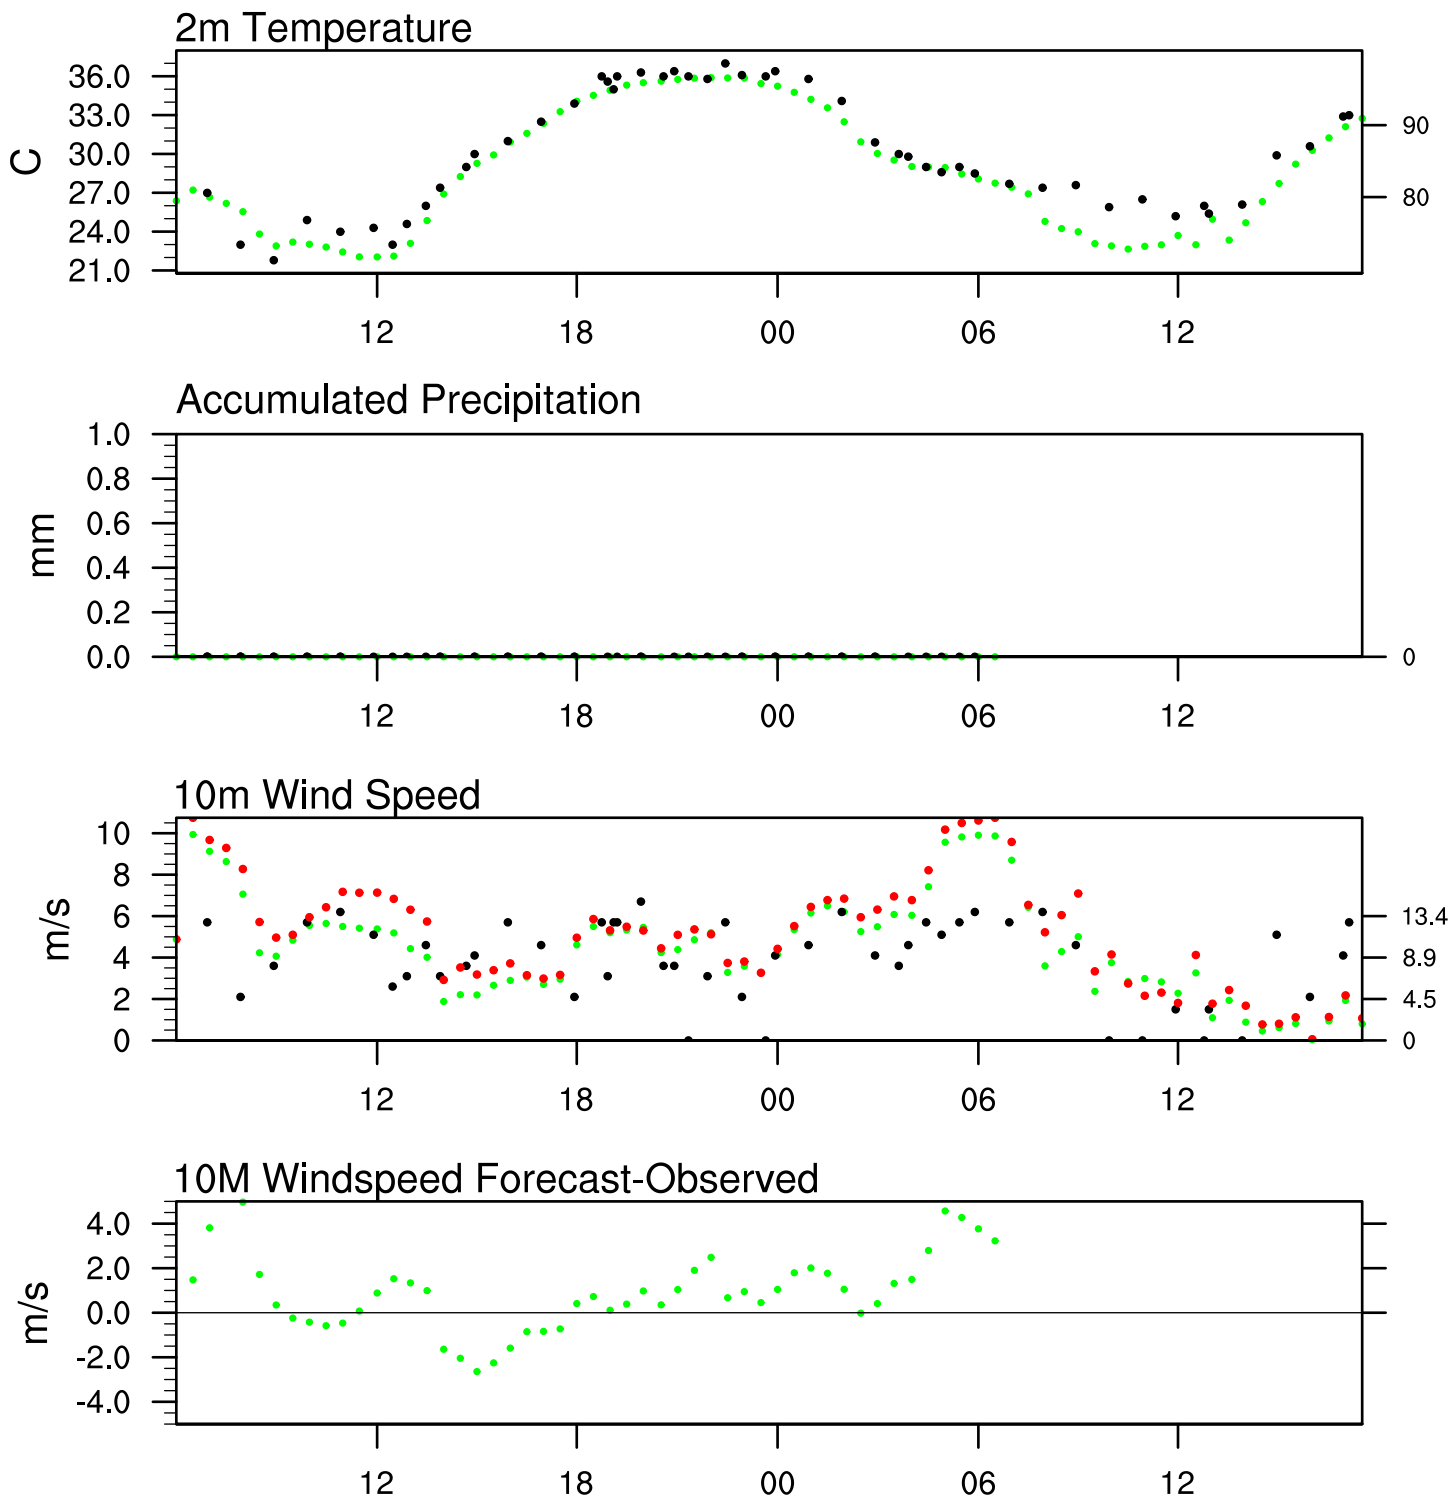 2m Temperature
36.0
33.0
30.0
27.0
24.0
21.0
C
90
80
12 18 00 06 12
Accumulated Precipitation
1.0
0.8
0.6
0.4
0.2
0.0
mm
0
12 18 00 06 12
10m Wind Speed
10
8
6
4
2
0
m/s
13.4
8.9
4.5
0
12 18 00 06 12
10M Windspeed Forecast-Observed
4.0
2.0
0.0
-2.0
-4.0
m/s
12 18 00 06 12